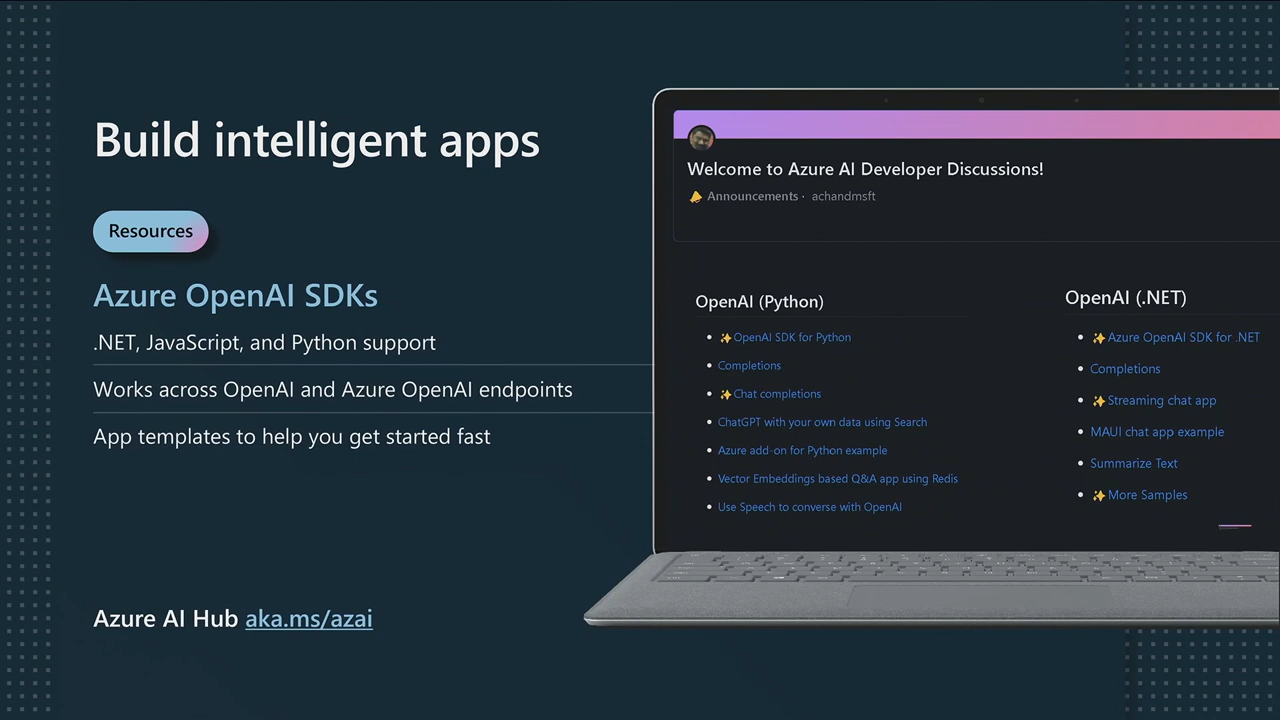 Build intelligent apps
Resources
Azure OpenAI SDKs
.NET, JavaScript, and Python support
Works across OpenAI and Azure OpenAI endpoints
App templates to help you get started fast
Azure AI Hub aka.ms/azai
Welcome to Azure AI Developer Discussions!
Announcements · achandmsft
OpenAI (Python)
✨OpenAI SDK for Python
Completions
✨Chat completions
ChatGPT with your own data using Search
Azure add-on for Python example
Vector Embeddings based Q&A app using Redis
Use Speech to converse with OpenAI
OpenAI (.NET)
✨Azure OpenAI SDK for .NET
Completions
✨Streaming chat app
MAUI chat app example
Summarize Text
✨More Samples